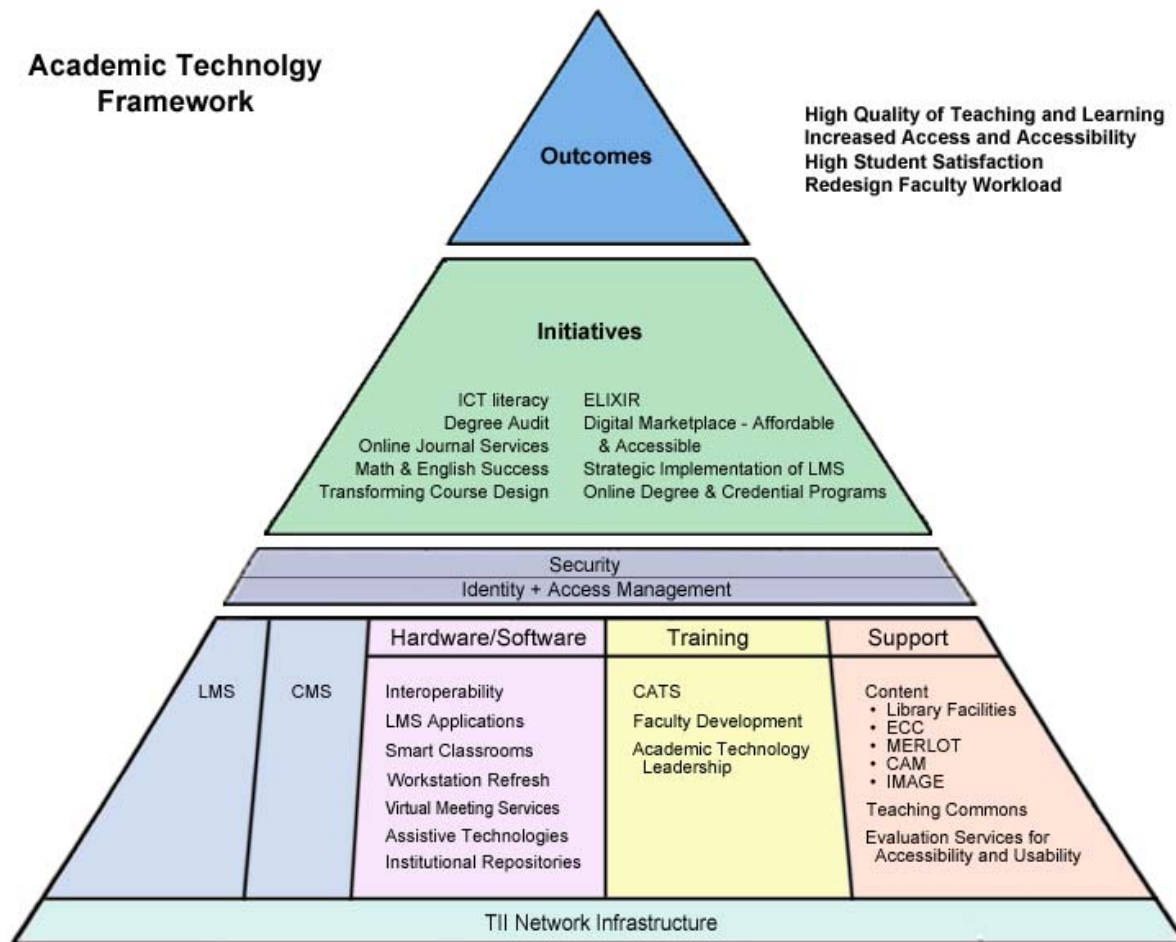 Academic Technolgy
Framework
High Quality of Teaching and Learning
Increased Access and Accessibility
High Student Satisfaction
Redesign Faculty Workload
Outcomes
Initiatives
ICT literacy
Degree Audit
Online Journal Services
Math & English Success
Transforming Course Design
ELIXIR
Digital Marketplace - Affordable
& Accessible
Strategic Implementation of LMS
Online Degree & Credential Programs
Security
Identity + Access Management
LMS
CMS
Hardware/Software
Interoperability
LMS Applications
Smart Classrooms
Workstation Refresh
Virtual Meeting Services
Assistive Technologies
Institutional Repositories
Training
CATS
Faculty Development
Academic Technology
Leadership
Support
Content
• Library Facilities
• ECC
• MERLOT
• CAM
• IMAGE
Teaching Commons
Evaluation Services for
Accessibility and Usability
TII Network Infrastructure